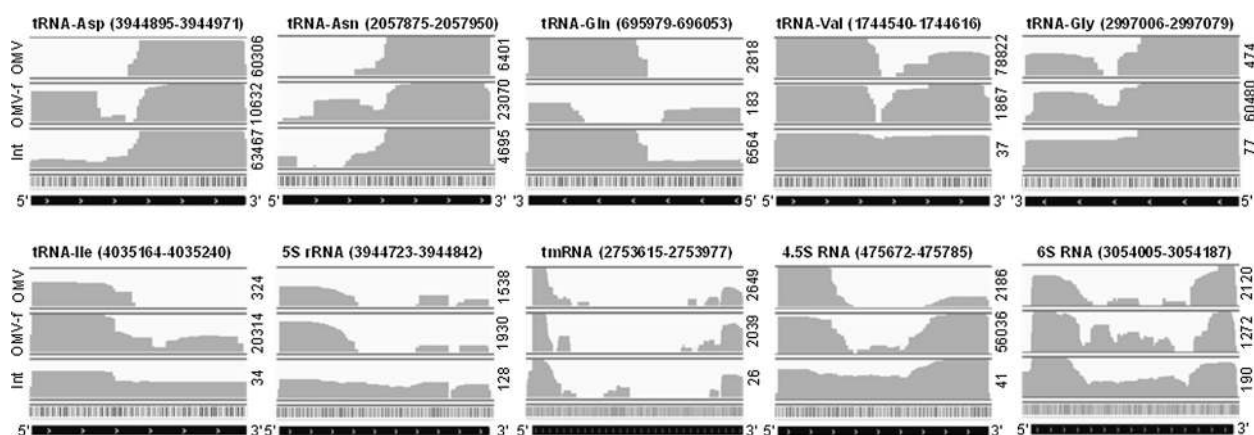 tRNA-Asp (3944895-3944971) tRNA-Asn (2057875-2057950) tRNA-Gln (695979-696053) tRNA-Val (1744540-1744616) tRNA-Gly (2997006-2997079)
OMV 60306 6401 2818 78822 474
OMV-f 10632 23070 183 1867 60480
Int 63467 4695 6564 37 77
5' 3' 5' 3' '3 5' 5' 3' '3 5'
tRNA-Ile (4035164-4035240) 5S rRNA (3944723-3944842) tmRNA (2753615-2753977) 4.5S RNA (475672-475785) 6S RNA (3054005-3054187)
OMV 324 1538 2649 2186 2120
OMV-f 20314 1930 2039 56036 1272
Int 34 128 26 41 190
5' 3' 5' 3' 5' 3' 5' 3' 5' 3'